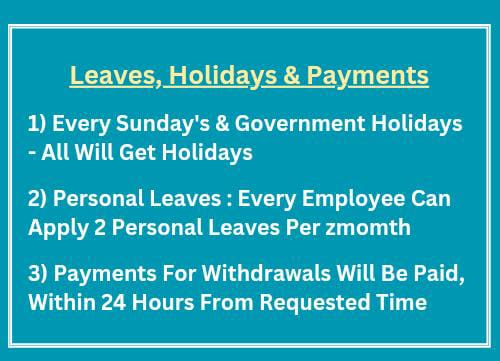 Leaves, Holidays & Payments
1) Every Sunday's & Government Holidays
- All Will Get Holidays
2) Personal Leaves : Every Employee Can
Apply 2 Personal Leaves Per zmomth
3) Payments For Withdrawals Will Be Paid,
Within 24 Hours From Requested Time